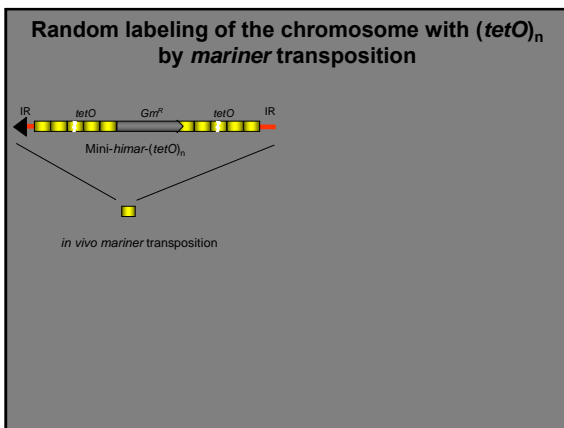 Random labeling of the chromosome with (tetO)n
by mariner transposition
IR tetO GmR tetO IR
Mini-himar-(tetO)n
in vivo mariner transposition